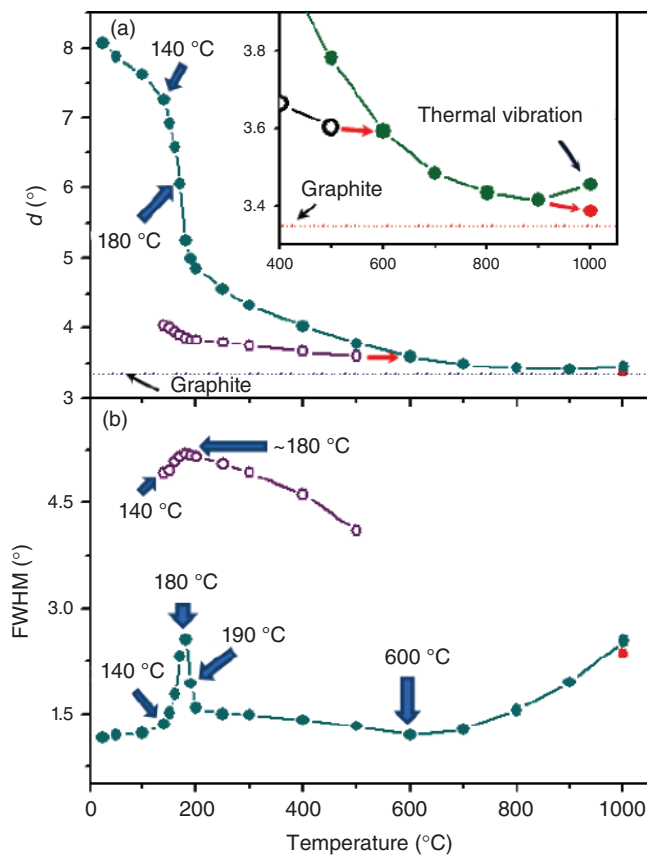 (a)
140 °C
180 °C
Graphite
d (°)
8
7
6
5
4
3
3.8
3.6
3.4
Thermal vibration
Graphite
400
600
800
1000
(b)
~180 °C
140 °C
180 °C
190 °C
140 °C
600 °C
FWHM (°)
4.5
3.0
1.5
0
200
400
600
800
1000
Temperature (°C)